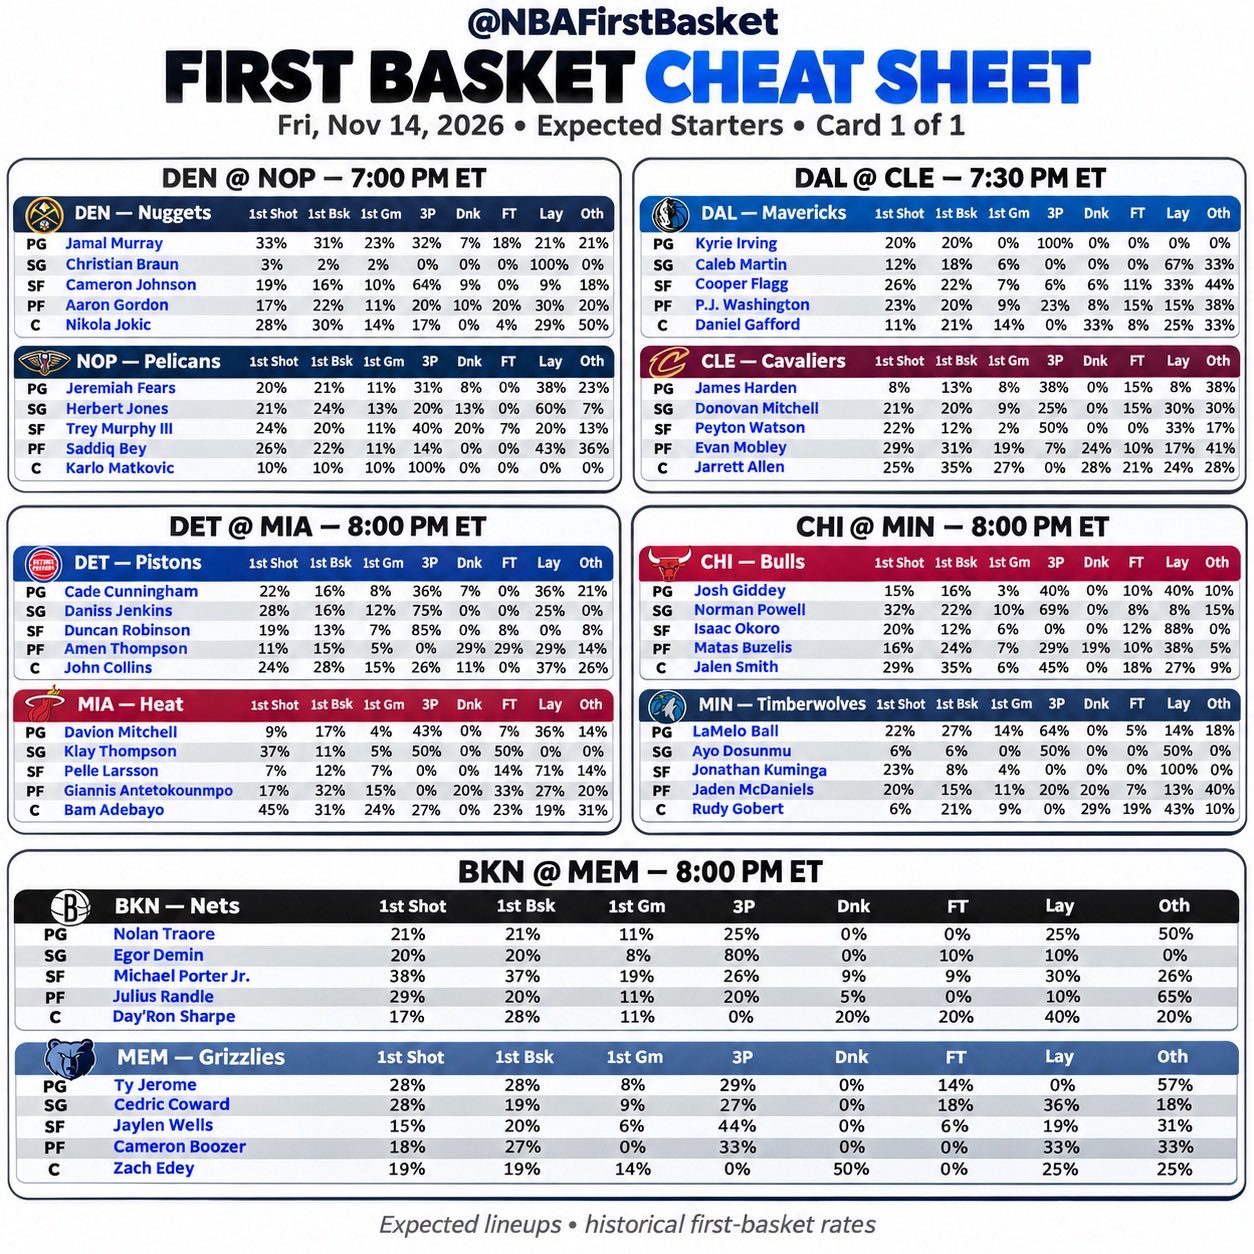 @NBAFirstBasket
FIRST BASKET CHEAT SHEET
Fri, Nov 14, 2026 • Expected Starters • Card 1 of 1
DEN @ NOP — 7:00 PM ET
DEN — Nuggets 1st Shot 1st Bsk 1st Gm 3P Dnk FT Lay Oth
PG Jamal Murray 33% 31% 23% 32% 7% 18% 21% 21%
SG Christian Braun 3% 2% 2% 0% 0% 0% 100% 0%
SF Cameron Johnson 19% 16% 10% 64% 9% 0% 9% 18%
PF Aaron Gordon 17% 22% 11% 20% 10% 20% 30% 20%
C Nikola Jokic 28% 30% 14% 17% 0% 4% 29% 50%
NOP — Pelicans 1st Shot 1st Bsk 1st Gm 3P Dnk FT Lay Oth
PG Jeremiah Fears 20% 21% 11% 31% 8% 0% 38% 23%
SG Herbert Jones 21% 24% 13% 20% 13% 0% 60% 7%
SF Trey Murphy III 24% 20% 11% 40% 20% 7% 20% 13%
PF Saddiq Bey 26% 22% 11% 14% 0% 0% 43% 36%
C Karlo Matkovic 10% 10% 10% 100% 0% 0% 0% 0%
DAL @ CLE — 7:30 PM ET
DAL — Mavericks 1st Shot 1st Bsk 1st Gm 3P Dnk FT Lay Oth
PG Kyrie Irving 20% 20% 0% 100% 0% 0% 0% 0%
SG Caleb Martin 12% 18% 6% 0% 0% 0% 67% 33%
SF Cooper Flagg 26% 22% 7% 6% 6% 11% 33% 44%
PF P.J. Washington 23% 20% 9% 23% 8% 15% 15% 38%
C Daniel Gafford 11% 21% 14% 0% 33% 8% 25% 33%
CLE — Cavaliers 1st Shot 1st Bsk 1st Gm 3P Dnk FT Lay Oth
PG James Harden 8% 13% 8% 38% 0% 15% 8% 38%
SG Donovan Mitchell 21% 20% 9% 25% 0% 15% 30% 30%
SF Peyton Watson 22% 12% 2% 50% 0% 0% 33% 17%
PF Evan Mobley 29% 31% 19% 7% 24% 10% 17% 41%
C Jarrett Allen 25% 35% 27% 0% 28% 21% 24% 28%
DET @ MIA — 8:00 PM ET
DET — Pistons 1st Shot 1st Bsk 1st Gm 3P Dnk FT Lay Oth
PG Cade Cunningham 22% 16% 8% 36% 7% 0% 36% 21%
SG Daniss Jenkins 28% 16% 12% 75% 0% 0% 25% 0%
SF Duncan Robinson 19% 13% 7% 85% 0% 8% 0% 8%
PF Amen Thompson 11% 15% 5% 0% 29% 29% 29% 14%
C John Collins 24% 28% 15% 26% 11% 0% 37% 26%
MIA — Heat 1st Shot 1st Bsk 1st Gm 3P Dnk FT Lay Oth
PG Davion Mitchell 9% 17% 4% 43% 0% 7% 36% 14%
SG Klay Thompson 37% 11% 5% 50% 0% 50% 0% 0%
SF Pelle Larsson 7% 12% 7% 0% 0% 14% 71% 14%
PF Giannis Antetokounmpo 17% 32% 15% 0% 20% 33% 27% 20%
C Bam Adebayo 45% 31% 24% 27% 0% 23% 19% 31%
CHI @ MIN — 8:00 PM ET
CHI — Bulls 1st Shot 1st Bsk 1st Gm 3P Dnk FT Lay Oth
PG Josh Giddey 15% 16% 3% 40% 0% 10% 40% 10%
SG Norman Powell 32% 22% 10% 69% 0% 8% 8% 15%
SF Isaac Okoro 20% 12% 6% 0% 0% 12% 88% 0%
PF Matas Buzelis 16% 24% 7% 29% 19% 10% 38% 5%
C Jalen Smith 29% 35% 6% 45% 0% 18% 27% 9%
MIN — Timberwolves 1st Shot 1st Bsk 1st Gm 3P Dnk FT Lay Oth
PG LaMelo Ball 22% 27% 14% 64% 0% 5% 14% 18%
SG Ayo Dosunmu 6% 6% 0% 50% 0% 0% 50% 0%
SF Jonathan Kuminga 23% 8% 4% 0% 0% 0% 100% 0%
PF Jaden McDaniels 20% 15% 11% 20% 20% 7% 13% 40%
C Rudy Gobert 6% 21% 9% 0% 29% 19% 43% 10%
BKN @ MEM — 8:00 PM ET
BKN — Nets 1st Shot 1st Bsk 1st Gm 3P Dnk FT Lay Oth
PG Nolan Traore 21% 21% 11% 25% 0% 0% 25% 50%
SG Egor Demin 20% 20% 8% 80% 0% 10% 10% 0%
SF Michael Porter Jr. 38% 37% 19% 26% 9% 9% 30% 26%
PF Julius Randle 29% 20% 11% 20% 5% 0% 10% 65%
C Day'Ron Sharpe 17% 28% 11% 0% 20% 20% 40% 20%
MEM — Grizzlies 1st Shot 1st Bsk 1st Gm 3P Dnk FT Lay Oth
PG Ty Jerome 28% 28% 8% 29% 0% 14% 0% 57%
SG Cedric Coward 28% 19% 9% 27% 0% 18% 36% 18%
SF Jaylen Wells 15% 20% 6% 44% 0% 6% 19% 31%
PF Cameron Boozer 18% 27% 0% 33% 0% 0% 33% 33%
C Zach Edey 19% 19% 14% 0% 50% 0% 25% 25%
Expected lineups • historical first-basket rates